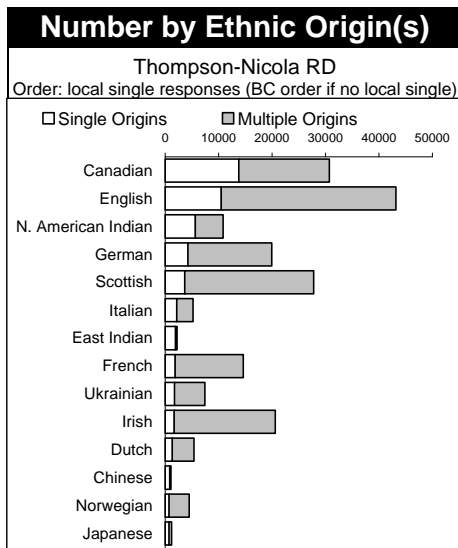 Number by Ethnic Origin(s)
Thompson-Nicola RD
Order: local single responses (BC order if no local single)
Single Origins Multiple Origins
0 10000 20000 30000 40000 50000
Canadian
English
N. American Indian
German
Scottish
Italian
East Indian
French
Ukrainian
Irish
Dutch
Chinese
Norwegian
Japanese